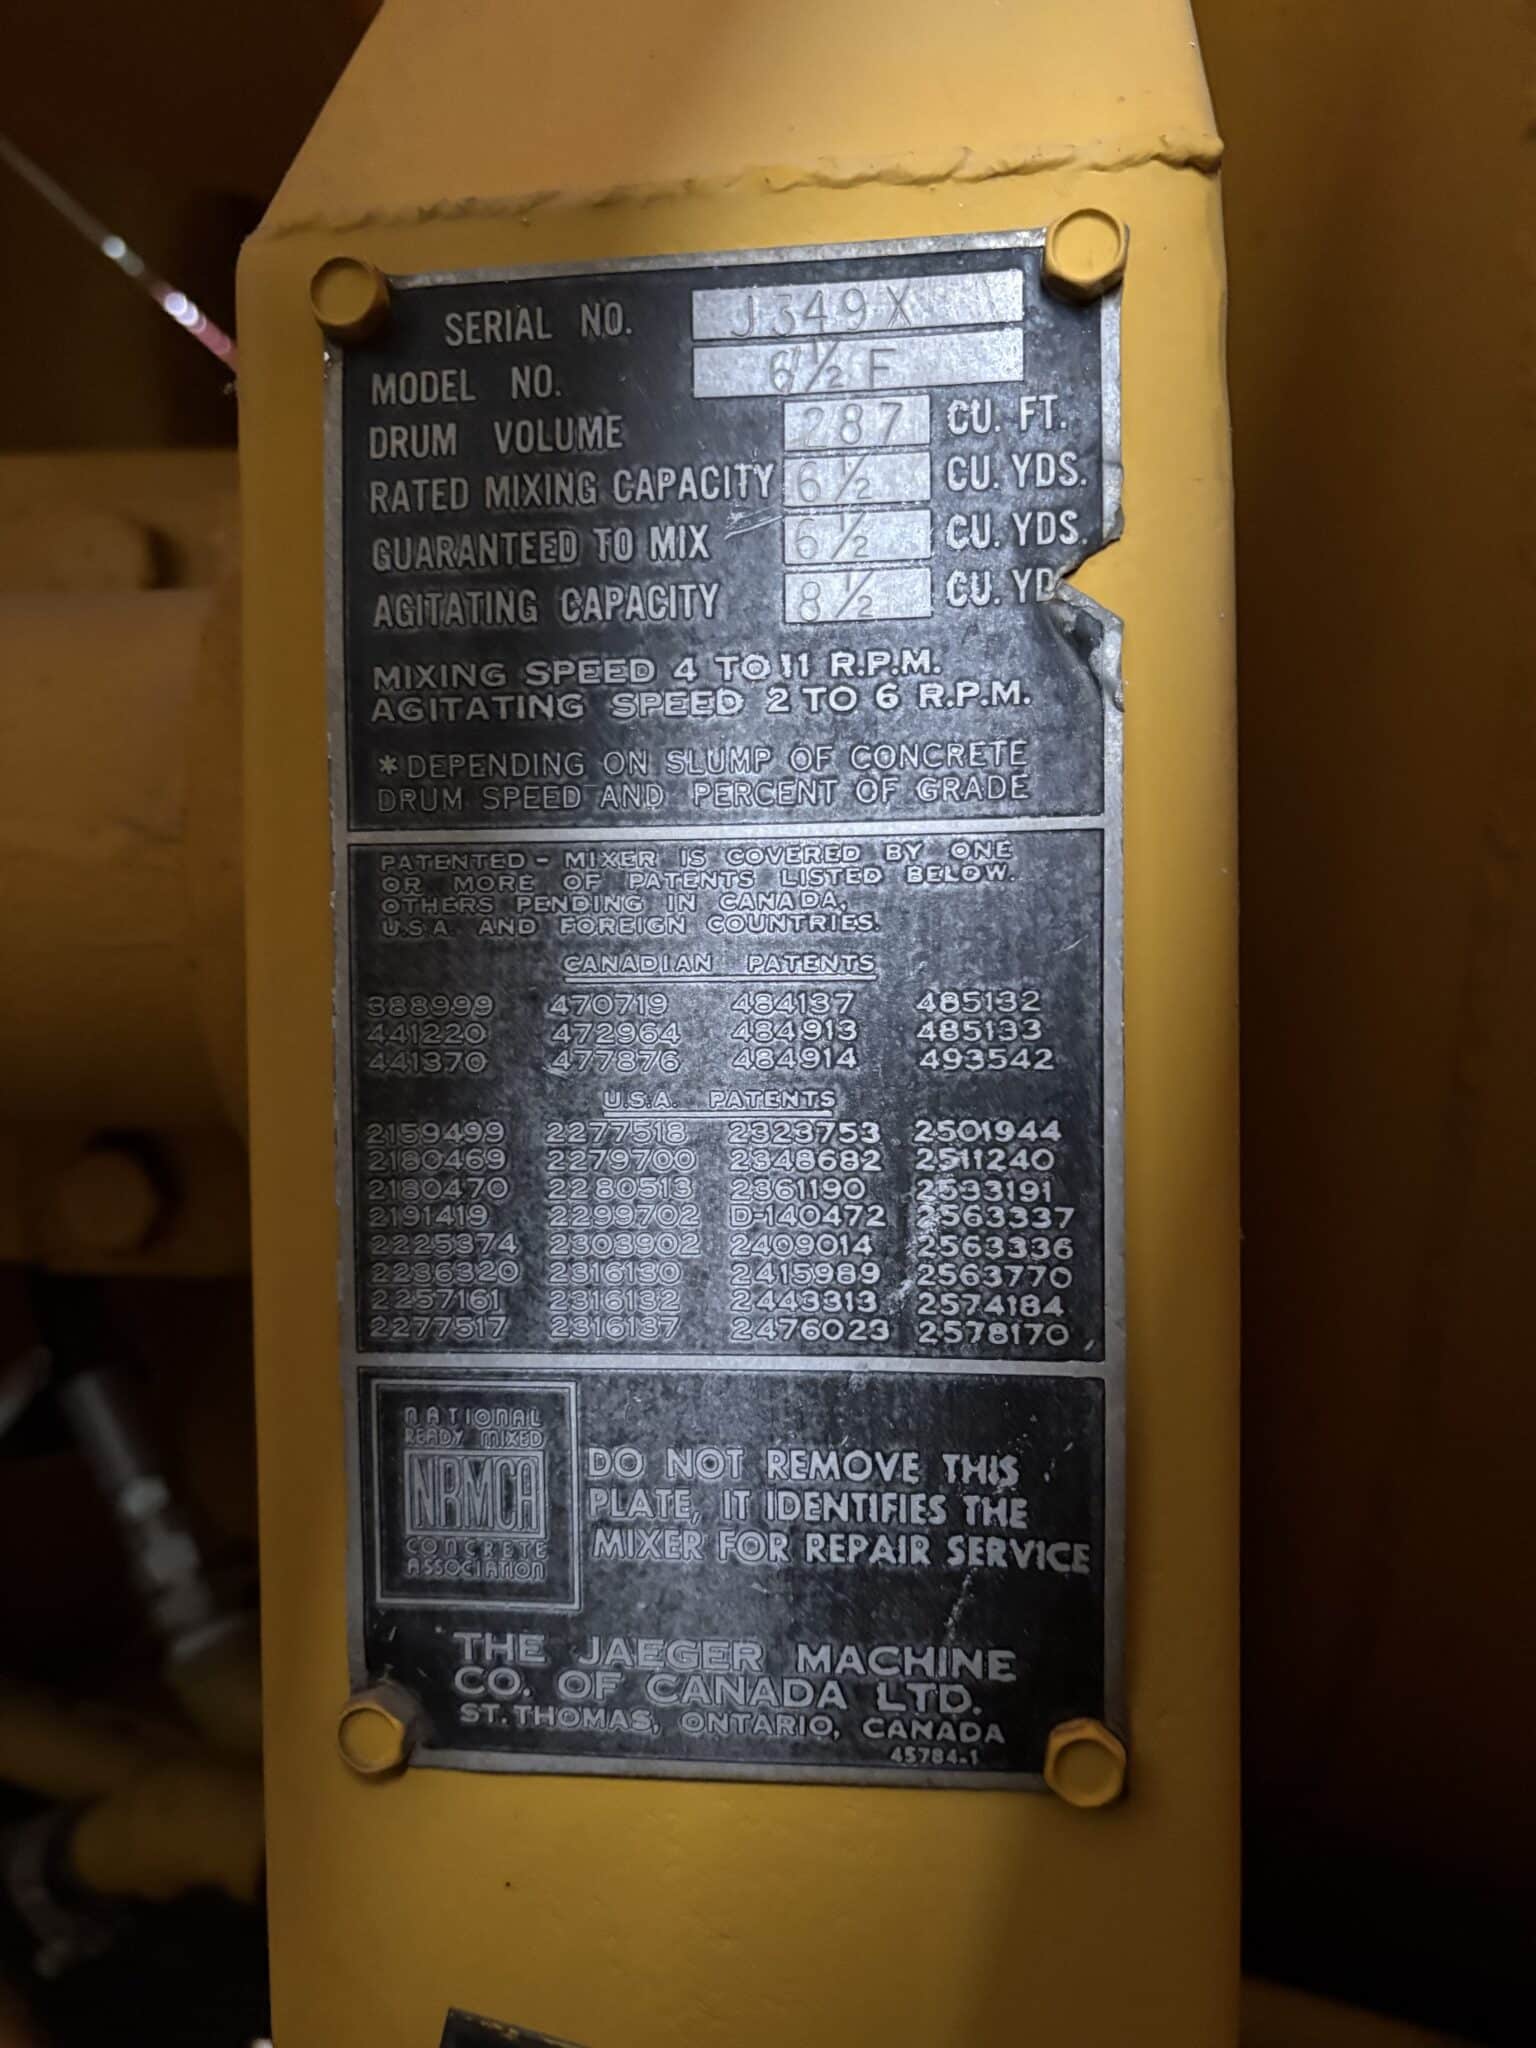 SERIAL NO. J349X
MODEL NO. 6½ F
DRUM VOLUME 287 CU. FT.
RATED MIXING CAPACITY 6½ CU. YDS.
GUARANTEED TO MIX 6½ CU. YDS.
AGITATING CAPACITY 8½ CU. YD
MIXING SPEED 4 TO 11 R.P.M.
AGITATING SPEED 2 TO 6 R.P.M.
*DEPENDING ON SLUMP OF CONCRETE
DRUM SPEED AND PERCENT OF GRADE
PATENTED - MIXER IS COVERED BY ONE
OR MORE OF PATENTS LISTED BELOW.
OTHERS PENDING IN CANADA,
U.S.A. AND FOREIGN COUNTRIES.
CANADIAN PATENTS
388999 470719 484137 485132
441220 472964 484913 485133
441370 477876 484914 493542
U.S.A. PATENTS
2159499 2277518 2323753 2501944
2180469 2279700 2348682 2511240
2180470 2280513 2361190 2533191
2191419 2299702 D-140472 2563337
2225374 2303902 2409014 2563336
2236320 2316130 2415989 2563770
2257161 2316132 2443313 2574184
2277517 2316137 2476023 2578170
NATIONAL
READY MIXED
NRMCA
CONCRETE
ASSOCIATION
DO NOT REMOVE THIS
PLATE, IT IDENTIFIES THE
MIXER FOR REPAIR SERVICE
THE JAEGER MACHINE
CO. OF CANADA LTD.
ST. THOMAS, ONTARIO, CANADA
45784-1